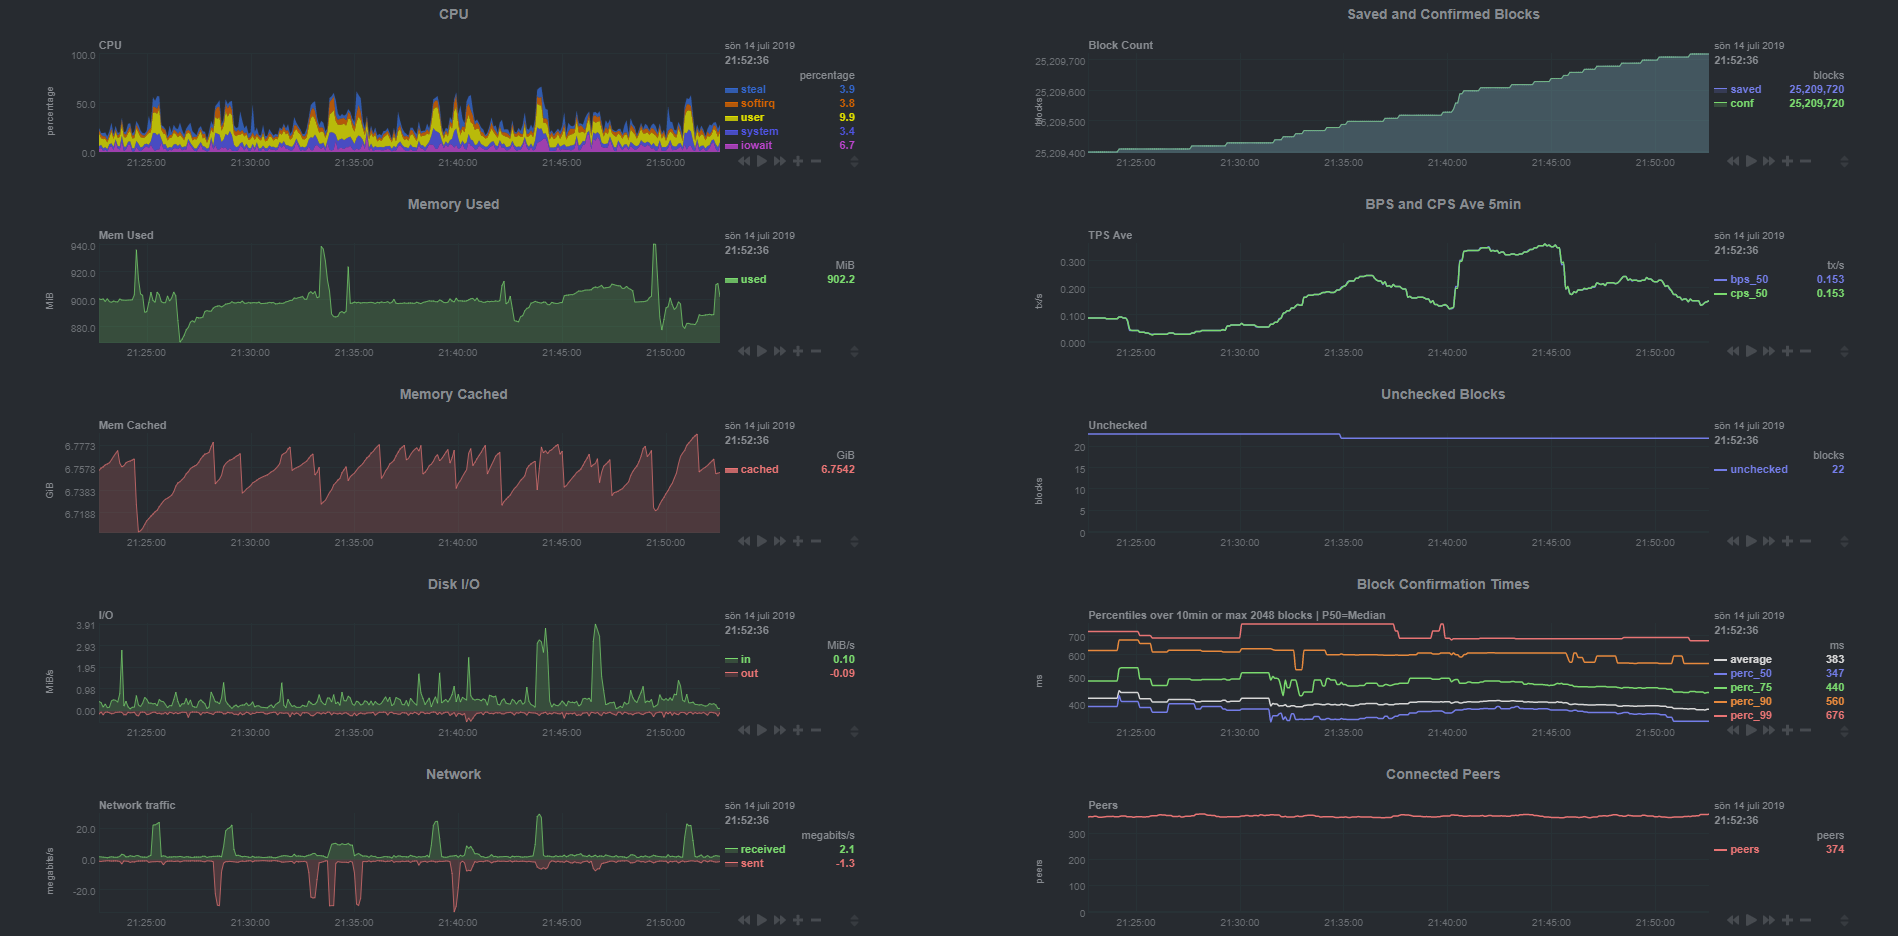 CPU
CPU
sön 14 juli 2019
21:52:36
percentage
steal 3.9
softirq 3.8
user 9.9
system 3.4
iowait 6.7
100.0
50.0
0.0
percentage
21:25:00 21:30:00 21:35:00 21:40:00 21:45:00 21:50:00
Memory Used
Mem Used
sön 14 juli 2019
21:52:36
MiB
used 902.2
940.0
920.0
900.0
880.0
MiB
21:25:00 21:30:00 21:35:00 21:40:00 21:45:00 21:50:00
Memory Cached
Mem Cached
sön 14 juli 2019
21:52:36
GiB
cached 6.7542
6.7773
6.7578
6.7383
6.7188
GiB
21:25:00 21:30:00 21:35:00 21:40:00 21:45:00 21:50:00
Disk I/O
I/O
sön 14 juli 2019
21:52:36
MiB/s
in 0.10
out -0.09
3.91
2.93
1.95
0.98
0.00
MiB/s
21:25:00 21:30:00 21:35:00 21:40:00 21:45:00 21:50:00
Network
Network traffic
sön 14 juli 2019
21:52:36
megabits/s
received 2.1
sent -1.3
20.0
0.0
-20.0
megabits/s
21:25:00 21:30:00 21:35:00 21:40:00 21:45:00 21:50:00
Saved and Confirmed Blocks
Block Count
sön 14 juli 2019
21:52:36
blocks
saved 25,209,720
conf 25,209,720
25,209,700
25,209,600
25,209,500
25,209,400
blocks
21:25:00 21:30:00 21:35:00 21:40:00 21:45:00 21:50:00
BPS and CPS Ave 5min
TPS Ave
sön 14 juli 2019
21:52:36
tx/s
bps_50 0.153
cps_50 0.153
0.300
0.200
0.100
0.000
tx/s
21:25:00 21:30:00 21:35:00 21:40:00 21:45:00 21:50:00
Unchecked Blocks
Unchecked
sön 14 juli 2019
21:52:36
blocks
unchecked 22
20
15
10
5
0
blocks
21:25:00 21:30:00 21:35:00 21:40:00 21:45:00 21:50:00
Block Confirmation Times
Percentiles over 10min or max 2048 blocks | P50=Median
sön 14 juli 2019
21:52:36
ms
average 383
perc_50 347
perc_75 440
perc_90 560
perc_99 676
700
600
500
400
ms
21:25:00 21:30:00 21:35:00 21:40:00 21:45:00 21:50:00
Connected Peers
Peers
sön 14 juli 2019
21:52:36
peers
peers 374
300
200
100
0
peers
21:25:00 21:30:00 21:35:00 21:40:00 21:45:00 21:50:00